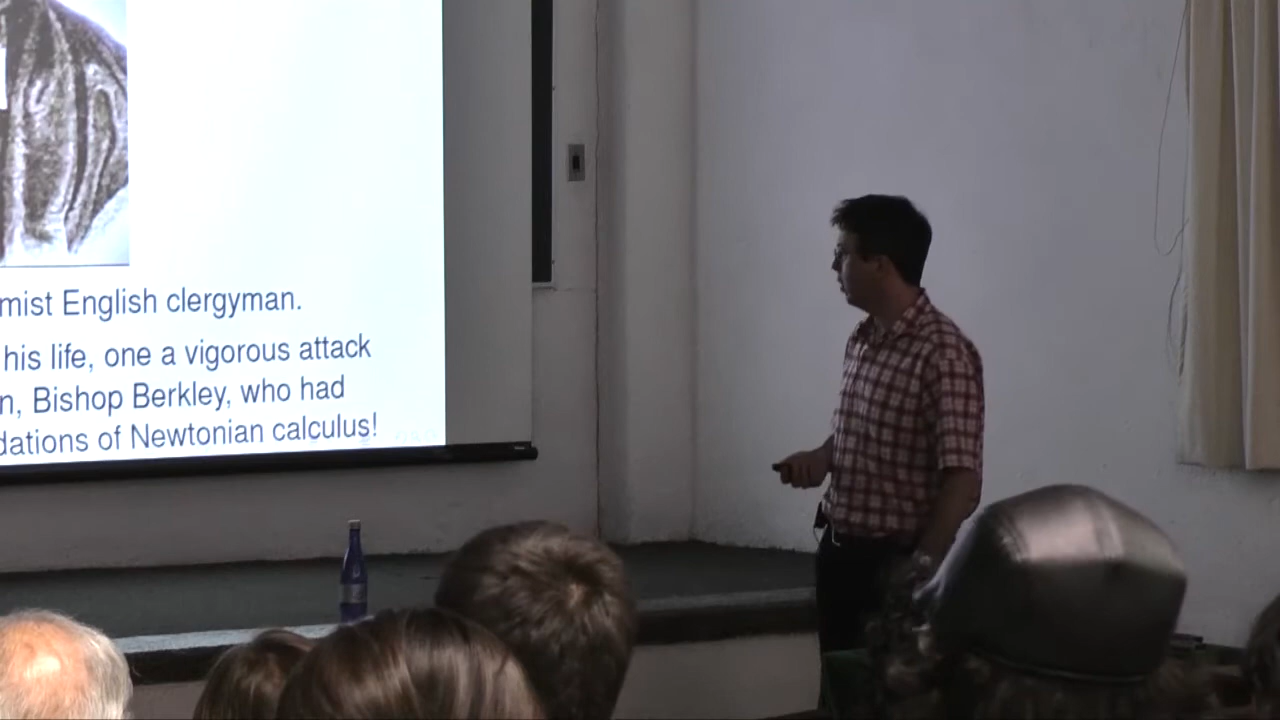 mist English clergyman.
his life, one a vigorous attack
n, Bishop Berkley, who had
dations of Newtonian calculus!